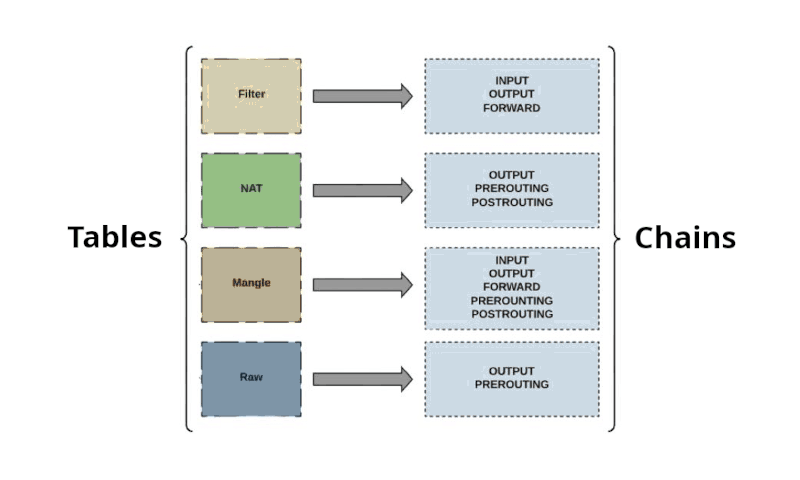 Tables
Filter
INPUT
OUTPUT
FORWARD
NAT
OUTPUT
PREROUTING
POSTROUTING
Mangle
INPUT
OUTPUT
FORWARD
PREROUNTING
POSTROUTING
Raw
OUTPUT
PREROUTING
Chains